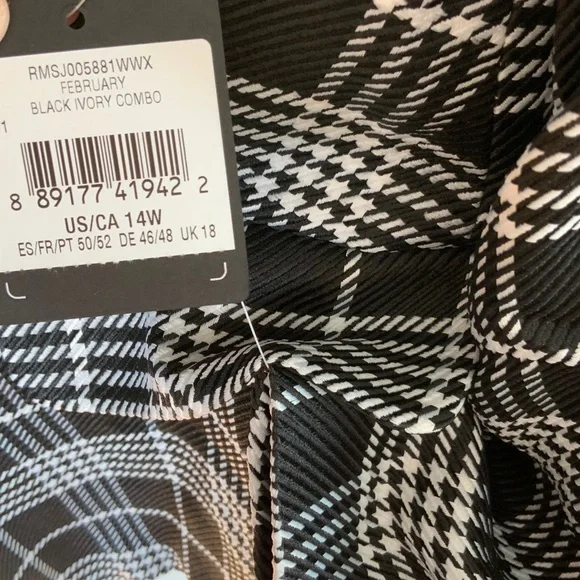 RMSJ005881WWX
FEBRUARY
BLACK IVORY COMBO
1
8 89177 41942 2
US/CA 14W
ES/FR/PT 50/52 DE 46/48 UK 18